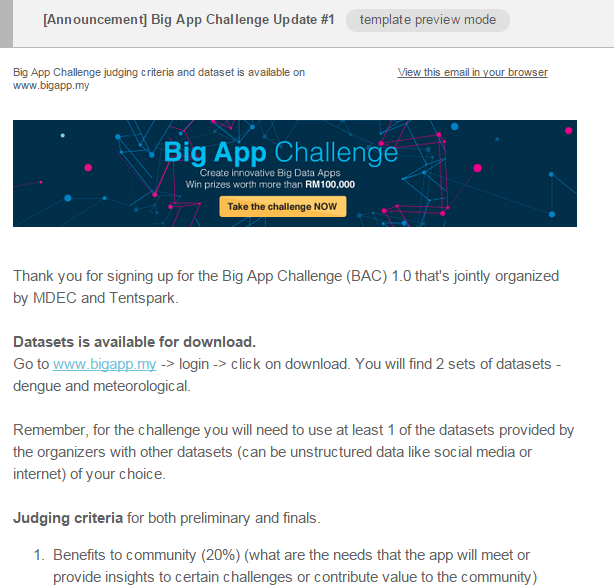 [Announcement] Big App Challenge Update #1 template preview mode
Big App Challenge judging criteria and dataset is available on
www.bigapp.my
View this email in your browser
Big App Challenge
Create innovative Big Data Apps
Win prizes worth more than RM100,000
Take the challenge NOW
Thank you for signing up for the Big App Challenge (BAC) 1.0 that's jointly organized
by MDEC and Tentspark.
Datasets is available for download.
Go to www.bigapp.my -> login -> click on download. You will find 2 sets of datasets -
dengue and meteorological.
Remember, for the challenge you will need to use at least 1 of the datasets provided by
the organizers with other datasets (can be unstructured data like social media or
internet) of your choice.
Judging criteria for both preliminary and finals.
1. Benefits to community (20%) (what are the needs that the app will meet or
provide insights to certain challenges or contribute value to the community)